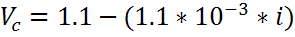 V_c = 1.1 − (1.1 * 10^{−3} * i)